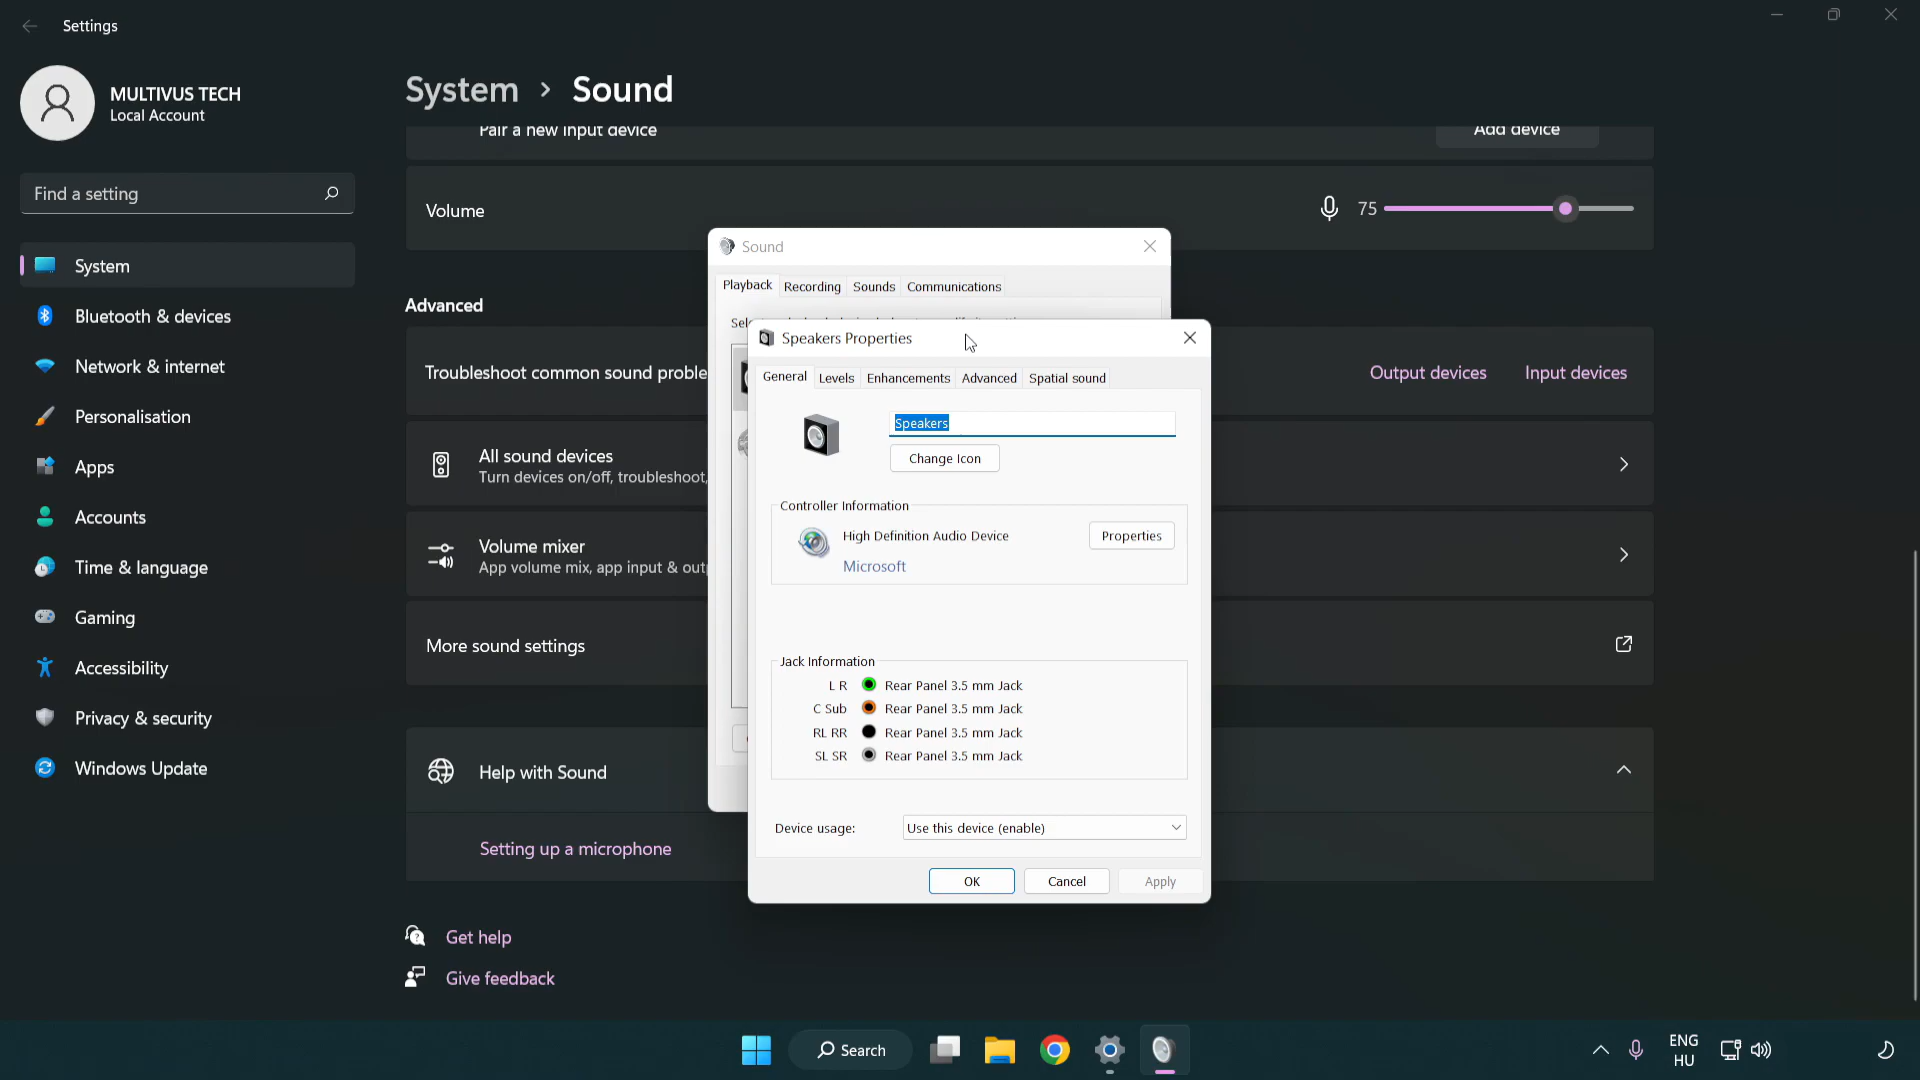 Settings
MULTIVUS TECH
Local Account
Find a setting
System
Bluetooth & devices
Network & internet
Personalisation
Apps
Accounts
Time & language
Gaming
Accessibility
Privacy & security
Windows Update
System > Sound
Pair a new input device
Add device
Volume
75
Advanced
Troubleshoot common sound proble
Output devices
Input devices
All sound devices
Turn devices on/off, troubleshoot,
Volume mixer
App volume mix, app input & out
More sound settings
Help with Sound
Setting up a microphone
Get help
Give feedback
Sound
Playback
Recording
Sounds
Communications
Speakers Properties
General
Levels
Enhancements
Advanced
Spatial sound
Speakers
Change Icon
Controller Information
High Definition Audio Device
Properties
Microsoft
Jack Information
L R Rear Panel 3.5 mm Jack
C Sub Rear Panel 3.5 mm Jack
RL RR Rear Panel 3.5 mm Jack
SL SR Rear Panel 3.5 mm Jack
Device usage:
Use this device (enable)
OK
Cancel
Apply
Search
ENG
HU